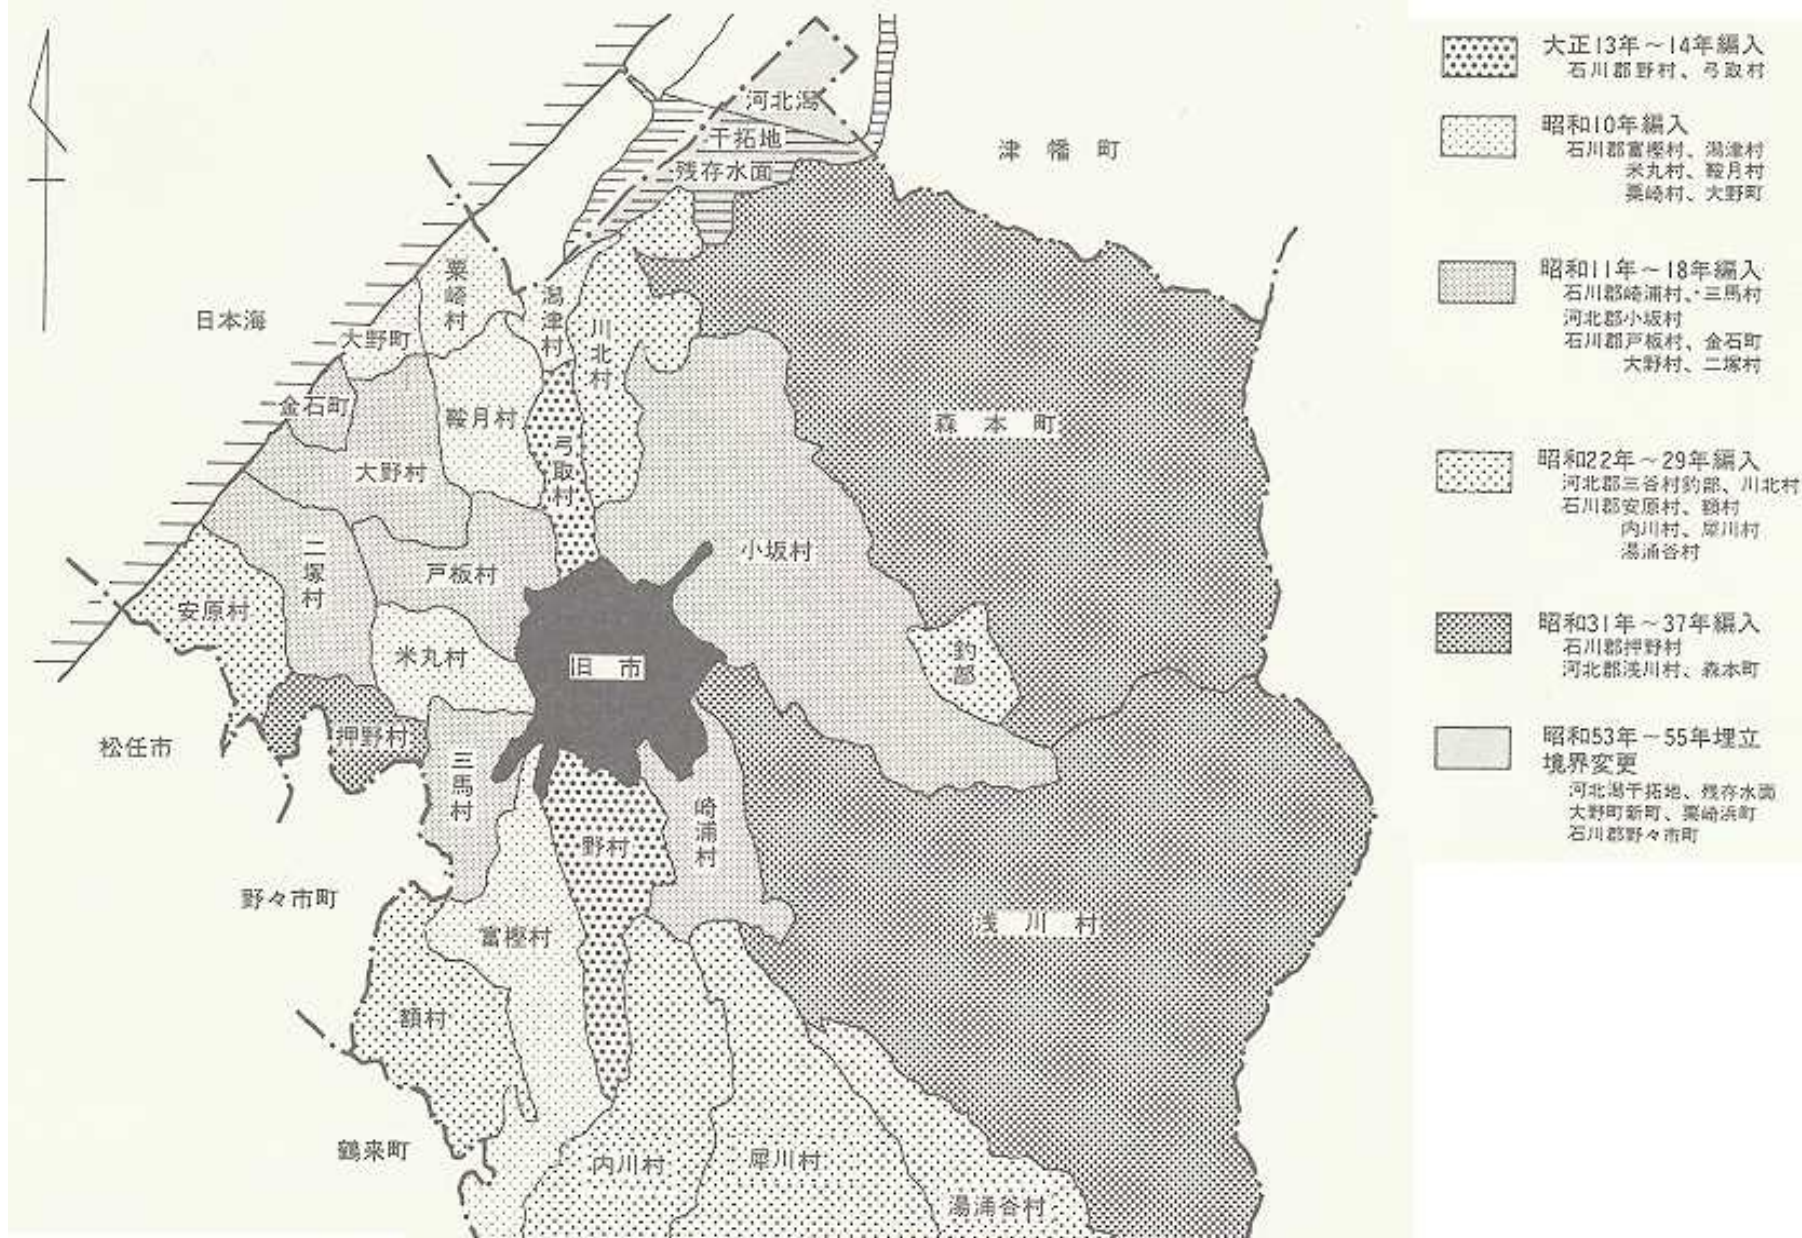 河北潟
干拓地
残存水面
津幡町
日本海
粟崎村
潟津村
川北村
大野町
金石町
鞍月村
弓取村
森本町
大野村
二塚村
戸板村
小坂村
安原村
米丸村
旧市
釣部
押野村
松任市
三馬村
崎浦村
野村
野々市町
富樫村
浅川村
額村
鶴来町
内川村
犀川村
湯涌谷村
大正13年~14年編入
石川郡野村、弓取村
昭和10年編入
石川郡富樫村、潟津村
米丸村、鞍月村
粟崎村、大野町
昭和11年~18年編入
石川郡崎浦村、・三馬村
河北郡小坂村
石川郡戸板村、金石町
大野村、二塚村
昭和22年~29年編入
河北郡三谷村釣部、川北村
石川郡安原村、額村
内川村、犀川村
湯涌谷村
昭和31年~37年編入
石川郡押野村
河北郡浅川村、森本町
昭和53年~55年埋立
境界変更
河北潟干拓地、残存水面
大野町新町、粟崎浜町
石川郡野々市町